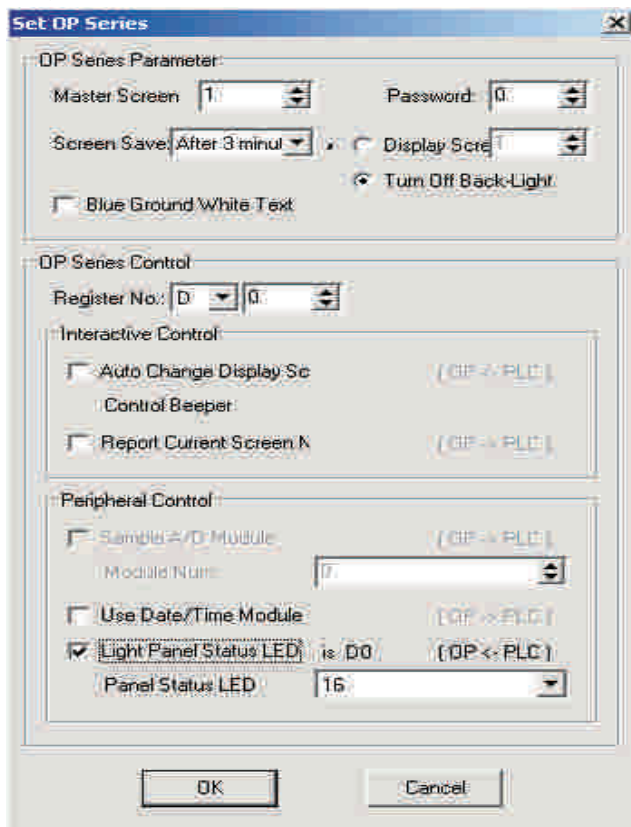 Set OP Series
OP Series Parameter
Master Screen 1 Password: 0
Screen Save: After 3 minul Display Scre 1
Turn Off Back-Light
Blue Ground White Text
OP Series Control
Register No.: D 0
Interactive Control
Auto Change Display Sc [ OP <- PLC ]
Control Beeper
Report Current Screen N [ OP -> PLC ]
Peripheral Control
Sample A/D Module [ OP -> PLC ]
Module Num:
Use Date/Time Module [ OP -> PLC ]
Light Panel Status LED is D0 [ OP <- PLC ]
Panel Status LED 16
OK Cancel